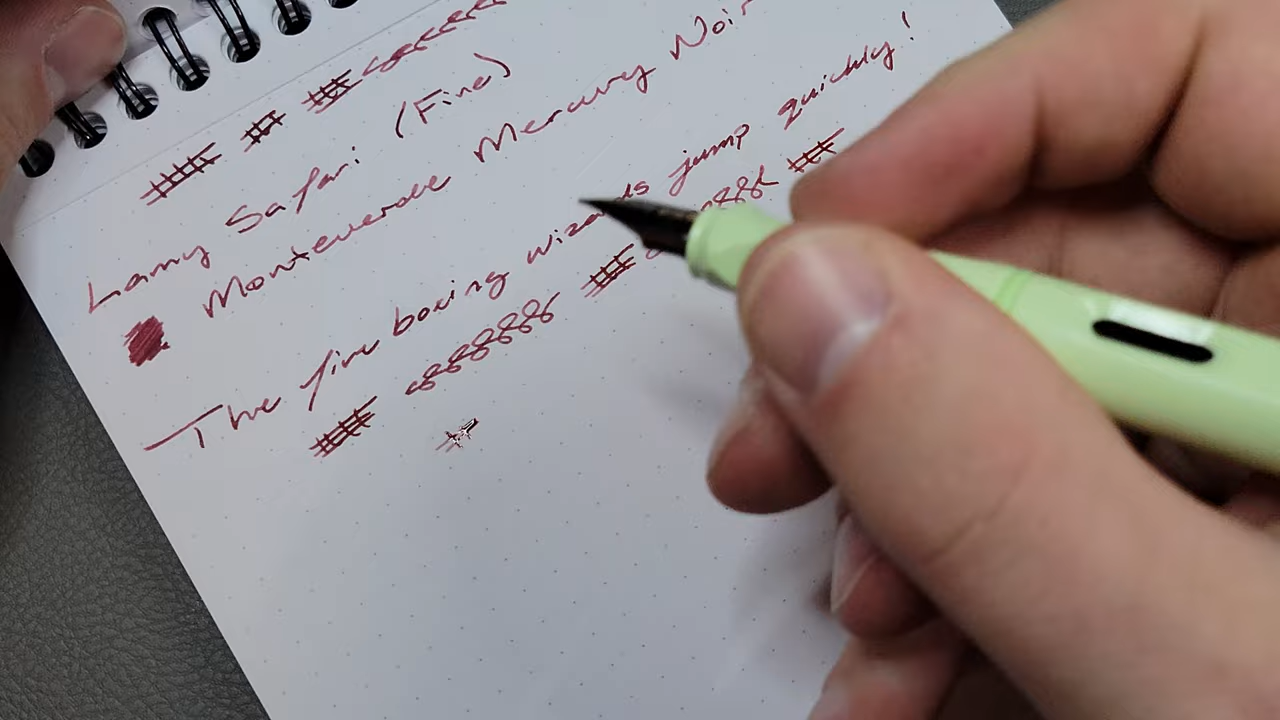 Lamy Safari (Fine)
Monteverde Mercury Noir
The five boxing wizards jump quickly!